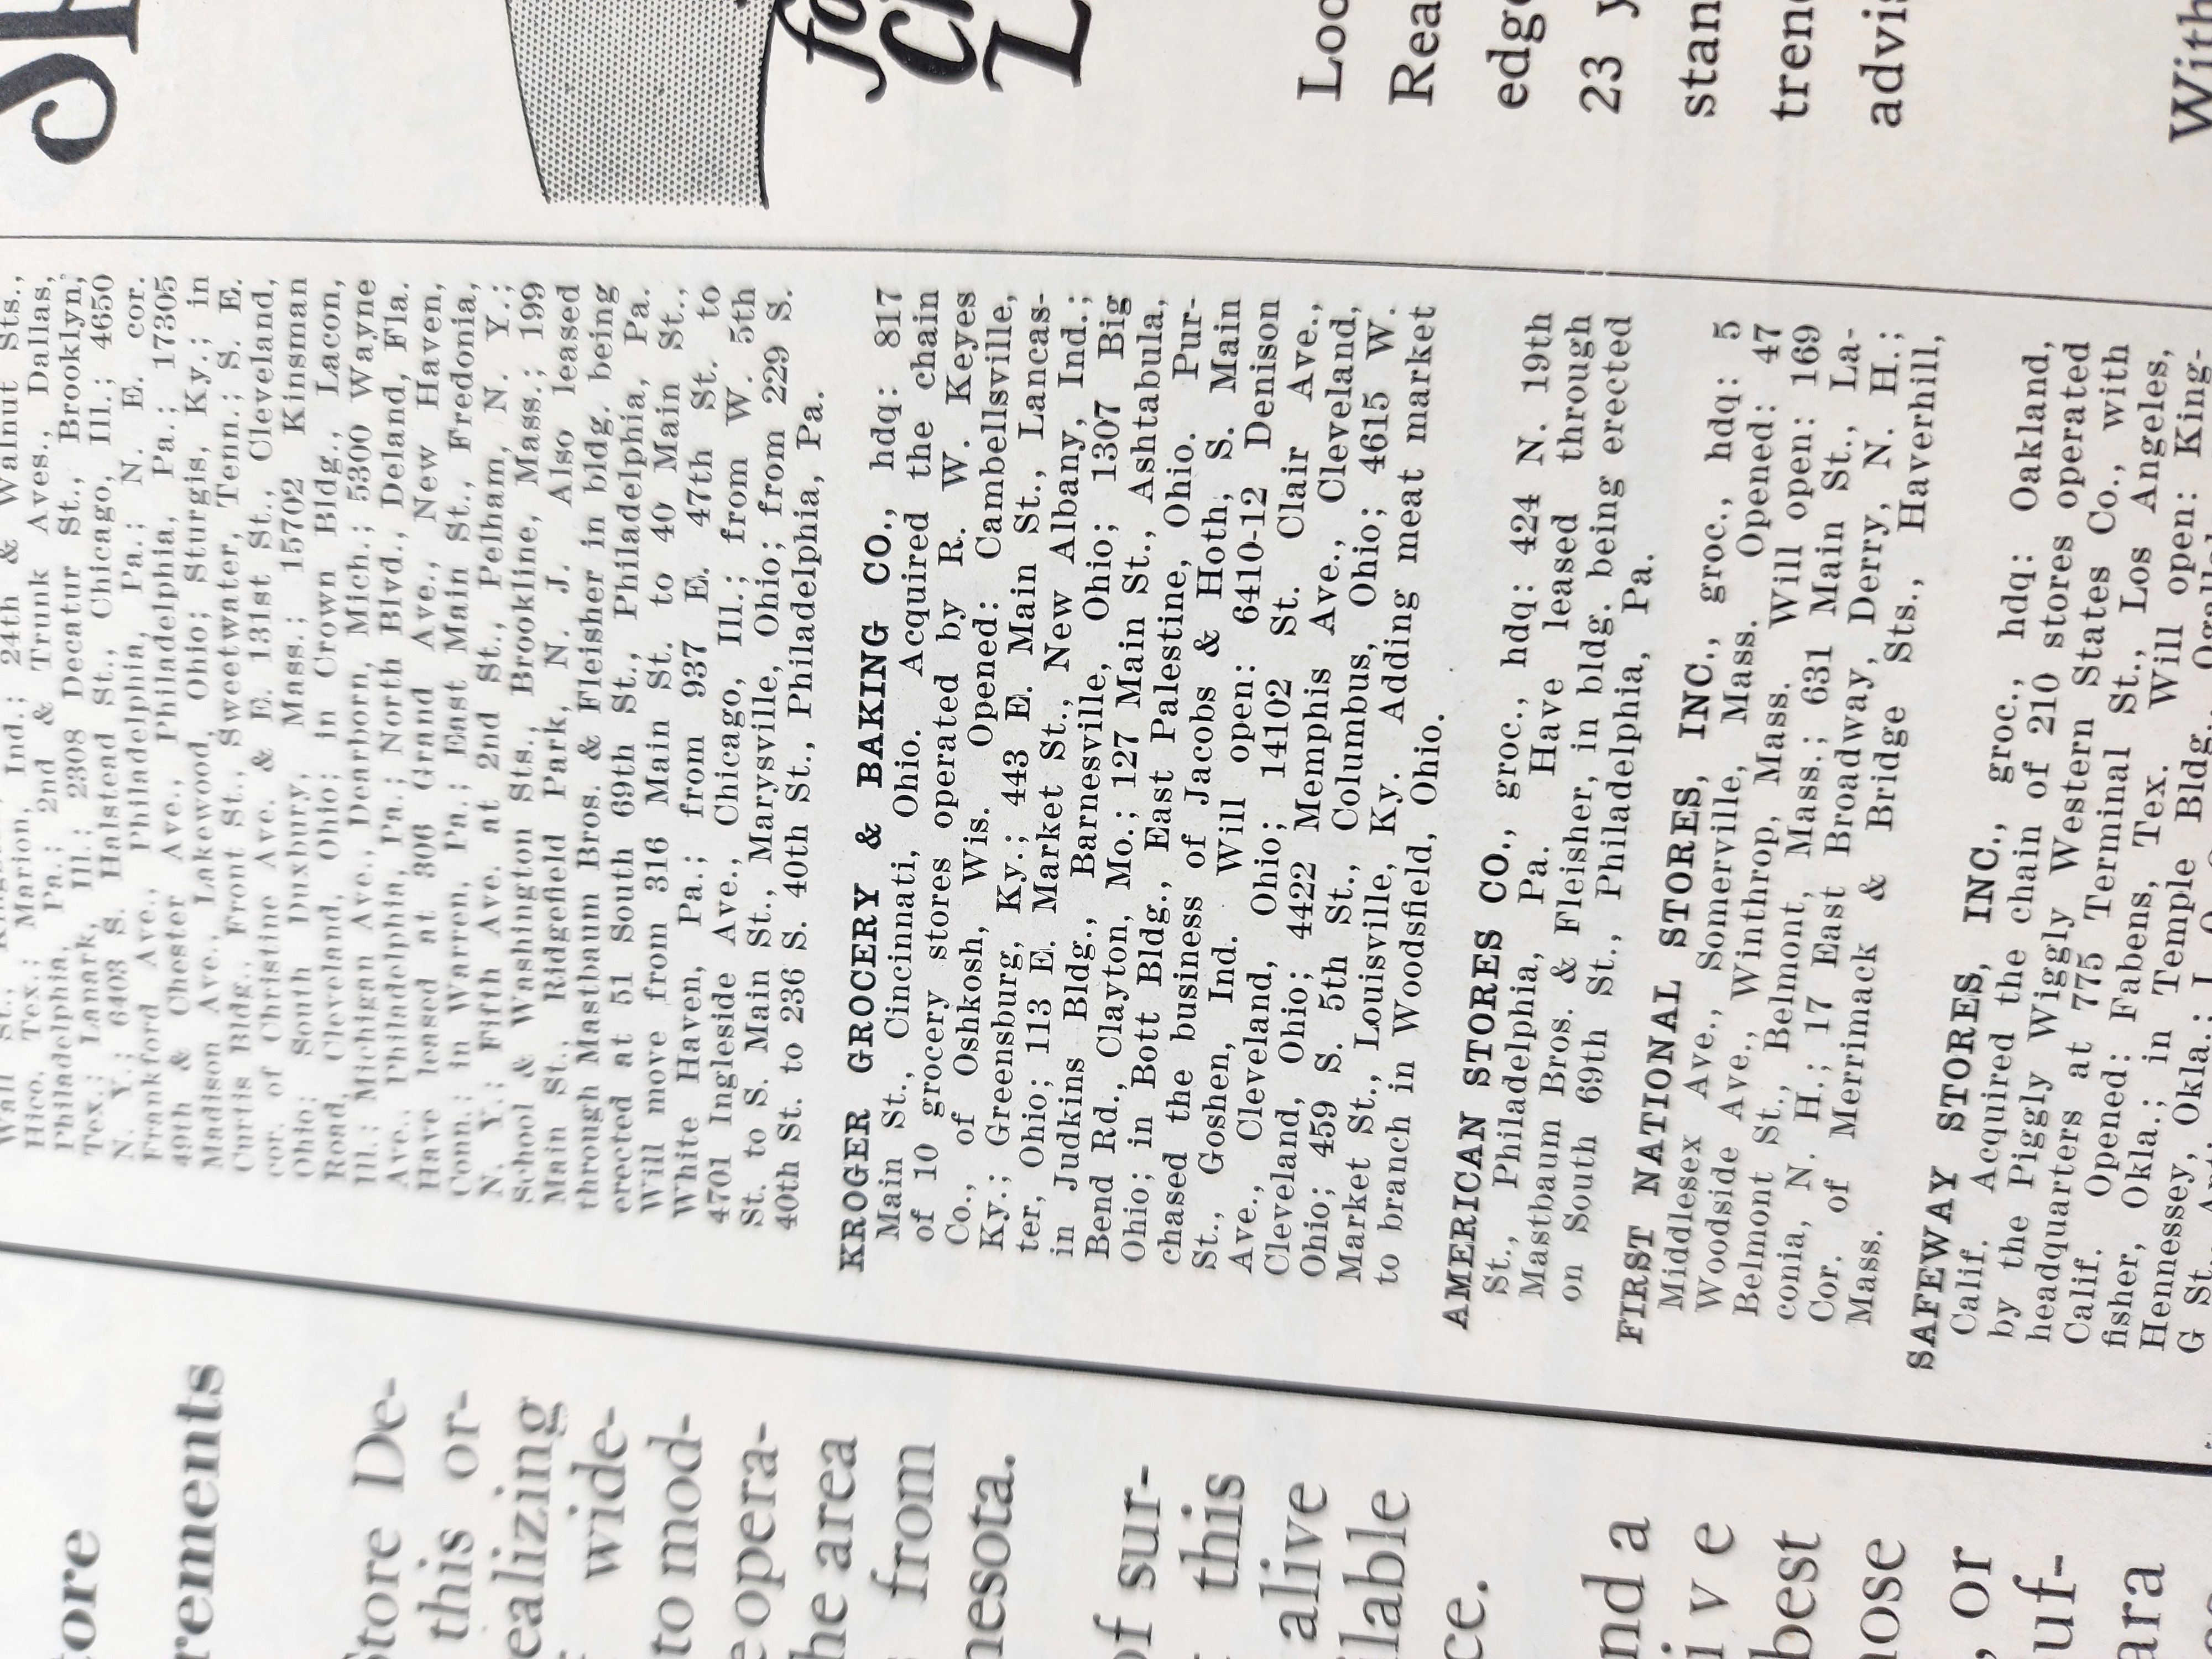 ore
rements
Store De-
this or-
ealizing
wide-
to mod-
e opera-
he area
from
nesota.
of sur-
this
alive
ilable
ce.
nd a
ive
best
hose
, or
uf-
ara
Wall St.,
Hico, Tex.; Marion, Ind.; 24th & Walnut Sts.,
Philadelphia, Pa.; 2nd & Trunk Aves., Dallas,
Tex.; Lanark, Ill.; 2308 Decatur St., Brooklyn,
N. Y.; 6403 S. Halstead St., Chicago, Ill.; 4650
Frankford Ave., Philadelphia, Pa.; N. E. cor.
49th & Chester Ave., Philadelphia, Pa.; 17305
Madison Ave., Lakewood, Ohio; Sturgis, Ky.; in
Curtis Bldg., Front St., Sweetwater, Tenn.; S. E.
cor. of Christine Ave. & E. 131st St., Cleveland,
Ohio; South Duxbury, Mass.; 15702 Kinsman
Road, Cleveland, Ohio; in Crown Bldg., Lacon,
Ill.; Michigan Ave., Dearborn, Mich.; 5300 Wayne
Ave., Philadelphia, Pa.; North Blvd., Deland, Fla.
Have leased at 306 Grand Ave., New Haven,
Conn.; in Warren, Pa.; East Main St., Fredonia,
N. Y.; Fifth Ave. at 2nd St., Pelham, N. Y.;
School & Washington Sts., Brookline, Mass.; 199
Main St., Ridgefield Park, N. J. Also leased
through Mastbaum Bros. & Fleisher in bldg. being
erected at 51 South 69th St., Philadelphia, Pa.
Will move from 316 Main St. to 40 Main St.,
White Haven, Pa.; from 937 E. 47th St. to
4701 Ingleside Ave., Chicago, Ill.; from W. 5th
St. to S. Main St., Marysville, Ohio; from 229 S.
40th St. to 236 S. 40th St., Philadelphia, Pa.
KROGER GROCERY & BAKING CO., hdq: 817
Main St., Cincinnati, Ohio. Acquired the chain
of 10 grocery stores operated by R. W. Keyes
Co., of Oshkosh, Wis. Opened: Cambellsville,
Ky.; Greensburg, Ky.; 443 E. Main St., Lancas-
ter, Ohio; 113 E. Market St., New Albany, Ind.;
in Judkins Bldg., Barnesville, Ohio; 1307 Big
Bend Rd., Clayton, Mo.; 127 Main St., Ashtabula,
Ohio; in Bott Bldg., East Palestine, Ohio. Pur-
chased the business of Jacobs & Hoth, S. Main
St., Goshen, Ind. Will open: 6410-12 Denison
Ave., Cleveland, Ohio; 14102 St. Clair Ave.,
Cleveland, Ohio; 4422 Memphis Ave., Cleveland,
Ohio; 459 S. 5th St., Columbus, Ohio; 4615 W.
Market St., Louisville, Ky. Adding meat market
to branch in Woodsfield, Ohio.
AMERICAN STORES CO., groc., hdq: 424 N. 19th
St., Philadelphia, Pa. Have leased through
Mastbaum Bros. & Fleisher, in bldg. being erected
on South 69th St., Philadelphia, Pa.
FIRST NATIONAL STORES, INC., groc., hdq: 5
Middlesex Ave., Somerville, Mass. Opened: 47
Woodside Ave., Winthrop, Mass. Will open: 169
Belmont St., Belmont, Mass.; 631 Main St., La-
conia, N. H.; 17 East Broadway, Derry, N. H.;
Cor. of Merrimack & Bridge Sts., Haverhill,
Mass.
SAFEWAY STORES, INC., groc., hdq: Oakland,
Calif. Acquired the chain of 210 stores operated
by the Piggly Wiggly Western States Co., with
headquarters at 775 Terminal St., Los Angeles,
Calif. Opened: Fabens, Tex. Will open: King-
fisher, Okla.; in Temple Bldg.,
Hennessey, Okla.;
G St.
for
Loo
Rea
edge
23 y
stan
tren
advis
With